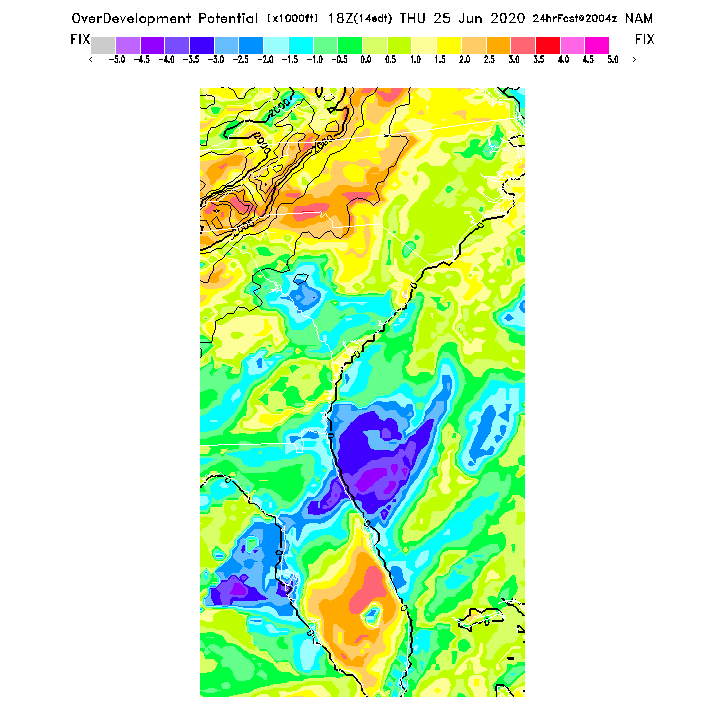 OverDevelopment Potential [x1000ft] 18Z(14edt) THU 25 Jun 2020 24hrFcst@2004z NAM
FIX FIX
< -5.0 -4.5 -4.0 -3.5 -3.0 -2.5 -2.0 -1.5 -1.0 -0.5 0.0 0.5 1.0 1.5 2.0 2.5 3.0 3.5 4.0 4.5 5.0 >
2000
2000